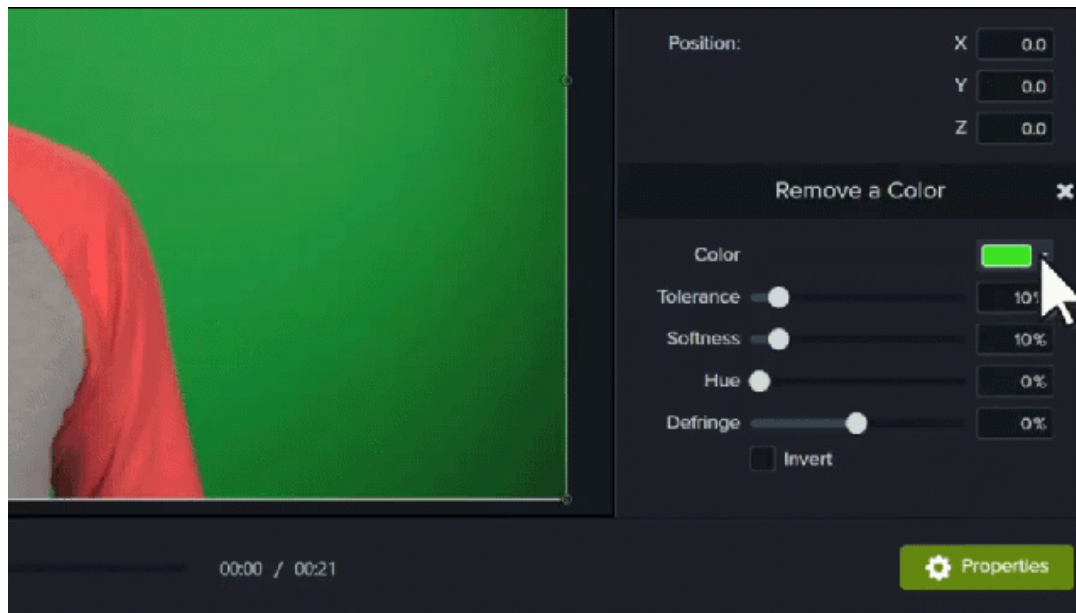 Position: X 0.0
Y 0.0
Z 0.0
Remove a Color
Color
Tolerance
Softness 10%
Hue 0%
Defringe 0%
Invert
00:00 / 00:21
Properties